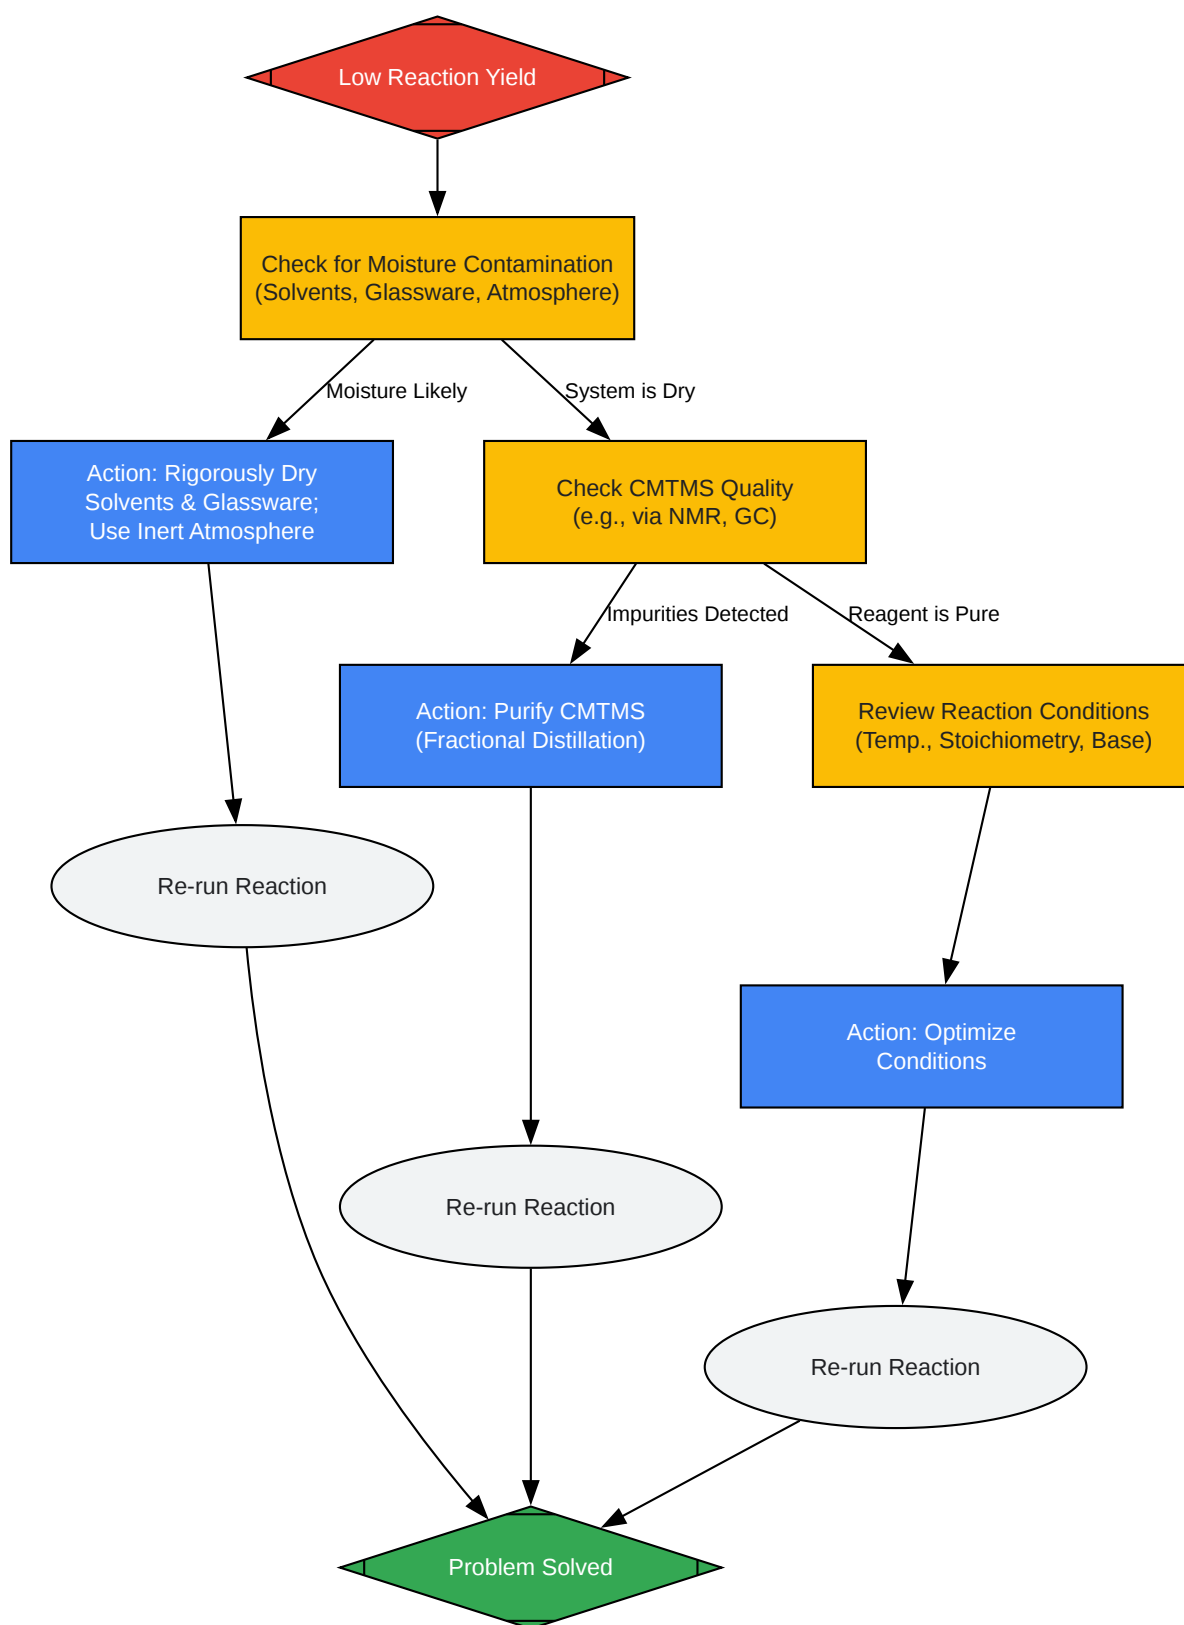 Low Reaction Yield
Check for Moisture Contamination
(Solvents, Glassware, Atmosphere)
Moisture Likely
System is Dry
Action: Rigorously Dry
Solvents & Glassware;
Use Inert Atmosphere
Check CMTMS Quality
(e.g., via NMR, GC)
Impurities Detected
Reagent is Pure
Action: Purify CMTMS
(Fractional Distillation)
Review Reaction Conditions
(Temp., Stoichiometry, Base)
Re-run Reaction
Action: Optimize
Conditions
Re-run Reaction
Re-run Reaction
Problem Solved